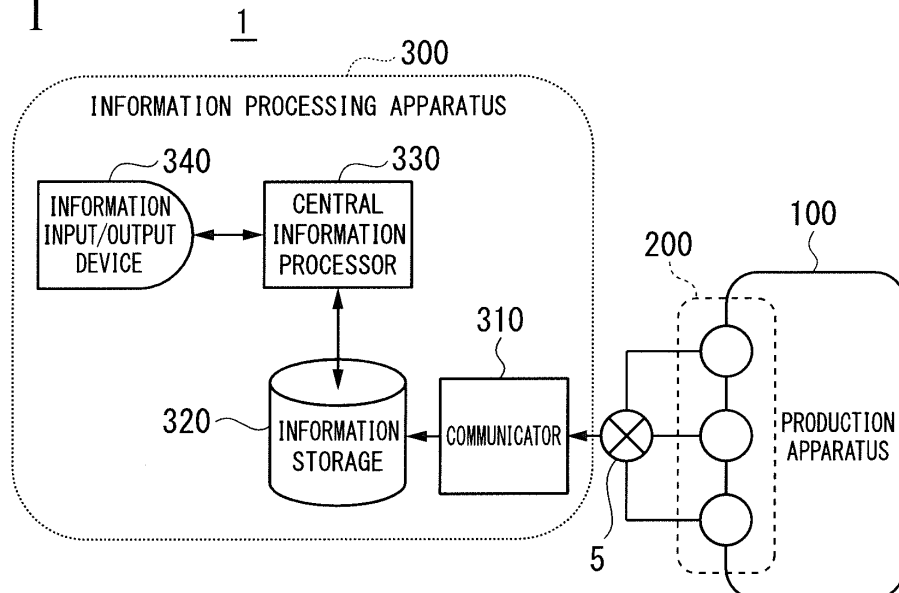 1
300
INFORMATION PROCESSING APPARATUS
340
330
INFORMATION
INPUT/OUTPUT
DEVICE
CENTRAL
INFORMATION
PROCESSOR
100
200
310
320
INFORMATION
STORAGE
COMMUNICATOR
PRODUCTION
APPARATUS
5